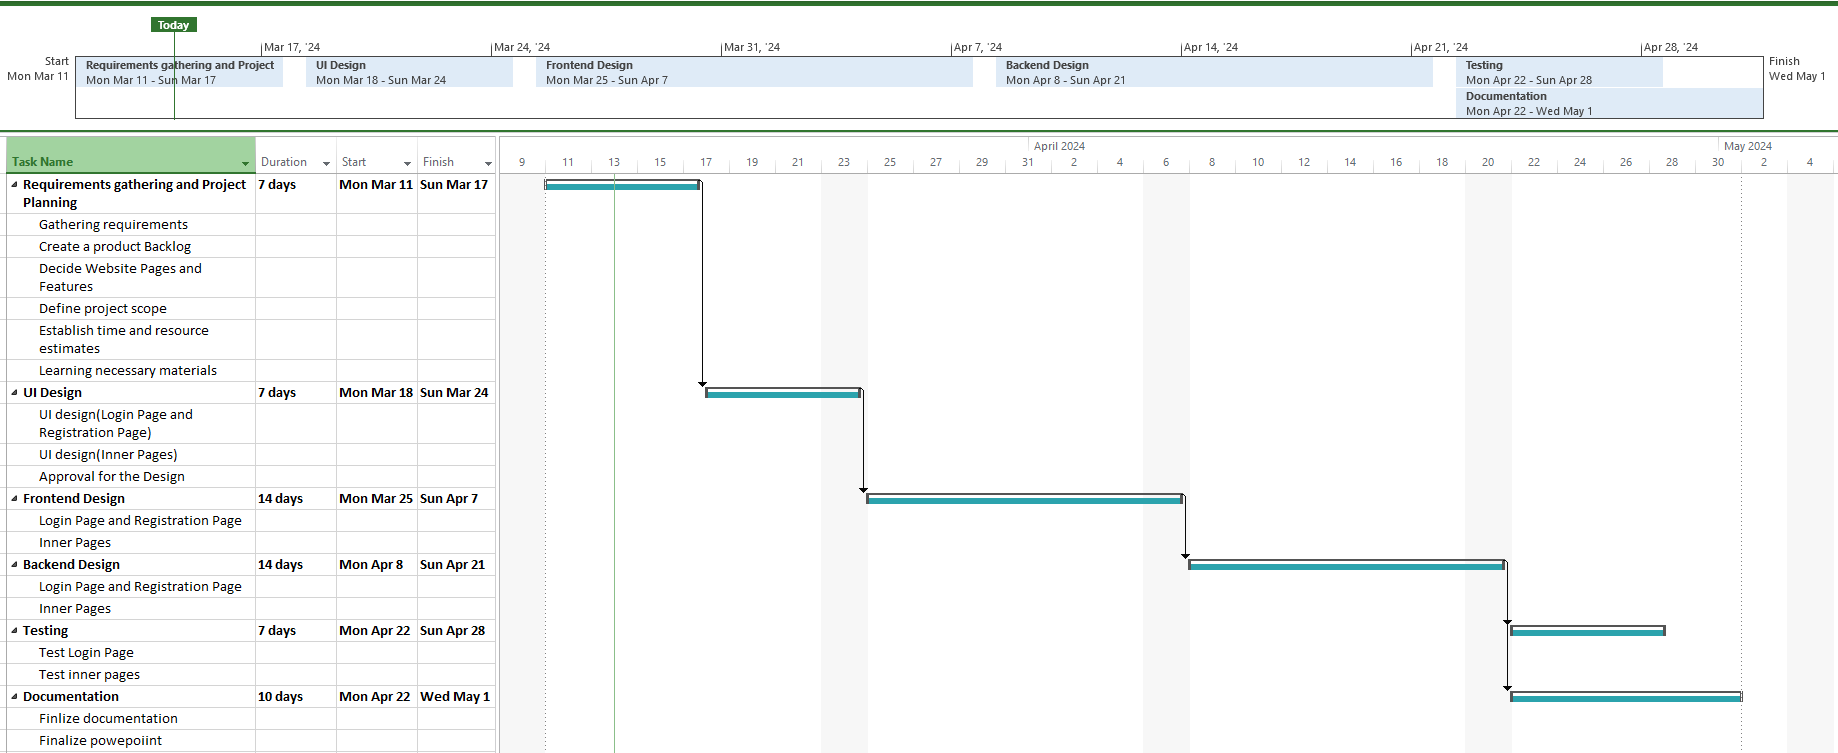 Today
Mar 17, '24 Mar 24, '24 Mar 31, '24 Apr 7, '24 Apr 14, '24 Apr 21, '24 Apr 28, '24
Start
Mon Mar 11
Requirements gathering and Project
Mon Mar 11 - Sun Mar 17
UI Design
Mon Mar 18 - Sun Mar 24
Frontend Design
Mon Mar 25 - Sun Apr 7
Backend Design
Mon Apr 8 - Sun Apr 21
Testing
Mon Apr 22 - Sun Apr 28
Documentation
Mon Apr 22 - Wed May 1
Finish
Wed May 1
April 2024 May 2024
Task Name Duration Start Finish 9 11 13 15 17 19 21 23 25 27 29 31 2 4 6 8 10 12 14 16 18 20 22 24 26 28 30 2 4
Requirements gathering and Project 7 days Mon Mar 11 Sun Mar 17
Planning
Gathering requirements
Create a product Backlog
Decide Website Pages and
Features
Define project scope
Establish time and resource
estimates
Learning necessary materials
UI Design 7 days Mon Mar 18 Sun Mar 24
UI design(Login Page and
Registration Page)
UI design(Inner Pages)
Approval for the Design
Frontend Design 14 days Mon Mar 25 Sun Apr 7
Login Page and Registration Page
Inner Pages
Backend Design 14 days Mon Apr 8 Sun Apr 21
Login Page and Registration Page
Inner Pages
Testing 7 days Mon Apr 22 Sun Apr 28
Test Login Page
Test inner pages
Documentation 10 days Mon Apr 22 Wed May 1
Finlize documentation
Finalize powepoiint